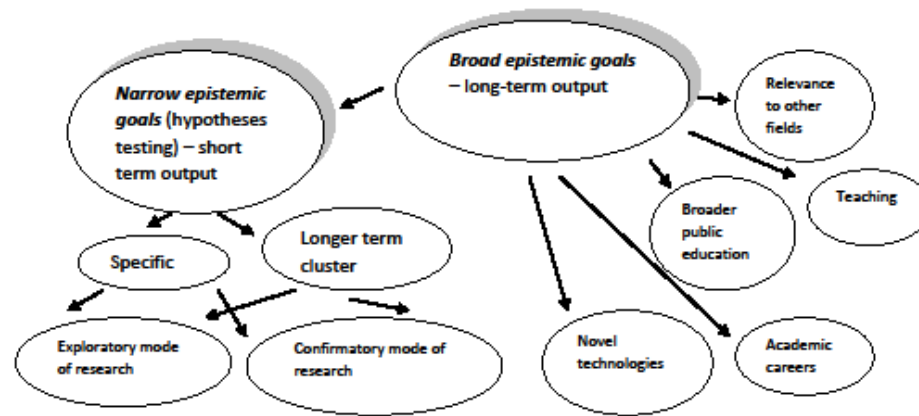 Broad epistemic goals
– long-term output
Narrow epistemic
goals (hypotheses
testing) – short
term output
Relevance
to other
fields
Teaching
Broader
public
education
Longer term
cluster
Specific
Exploratory mode
of research
Confirmatory mode of
research
Novel
technologies
Academic
careers